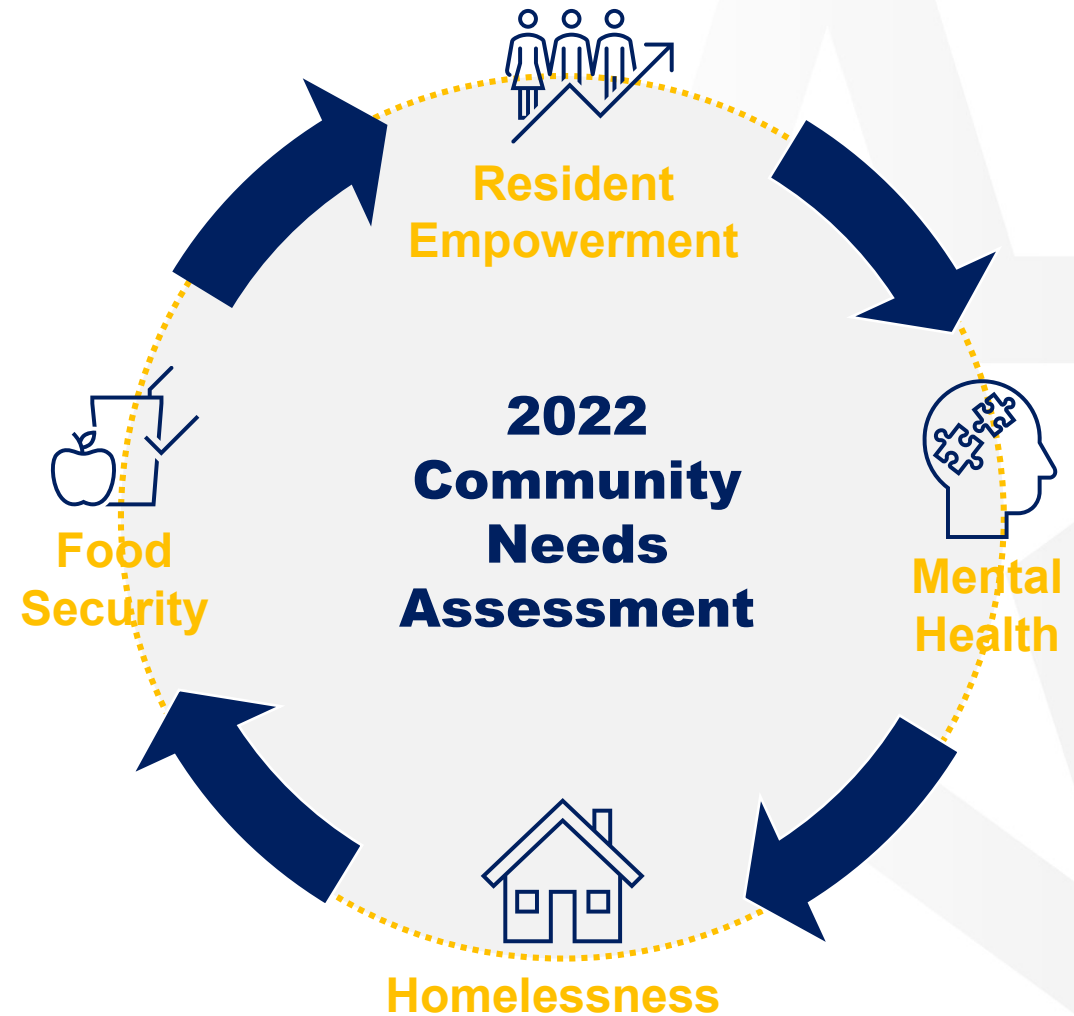 Resident
Empowerment
2022
Community
Needs
Assessment
Food
Security
Mental
Health
Homelessness